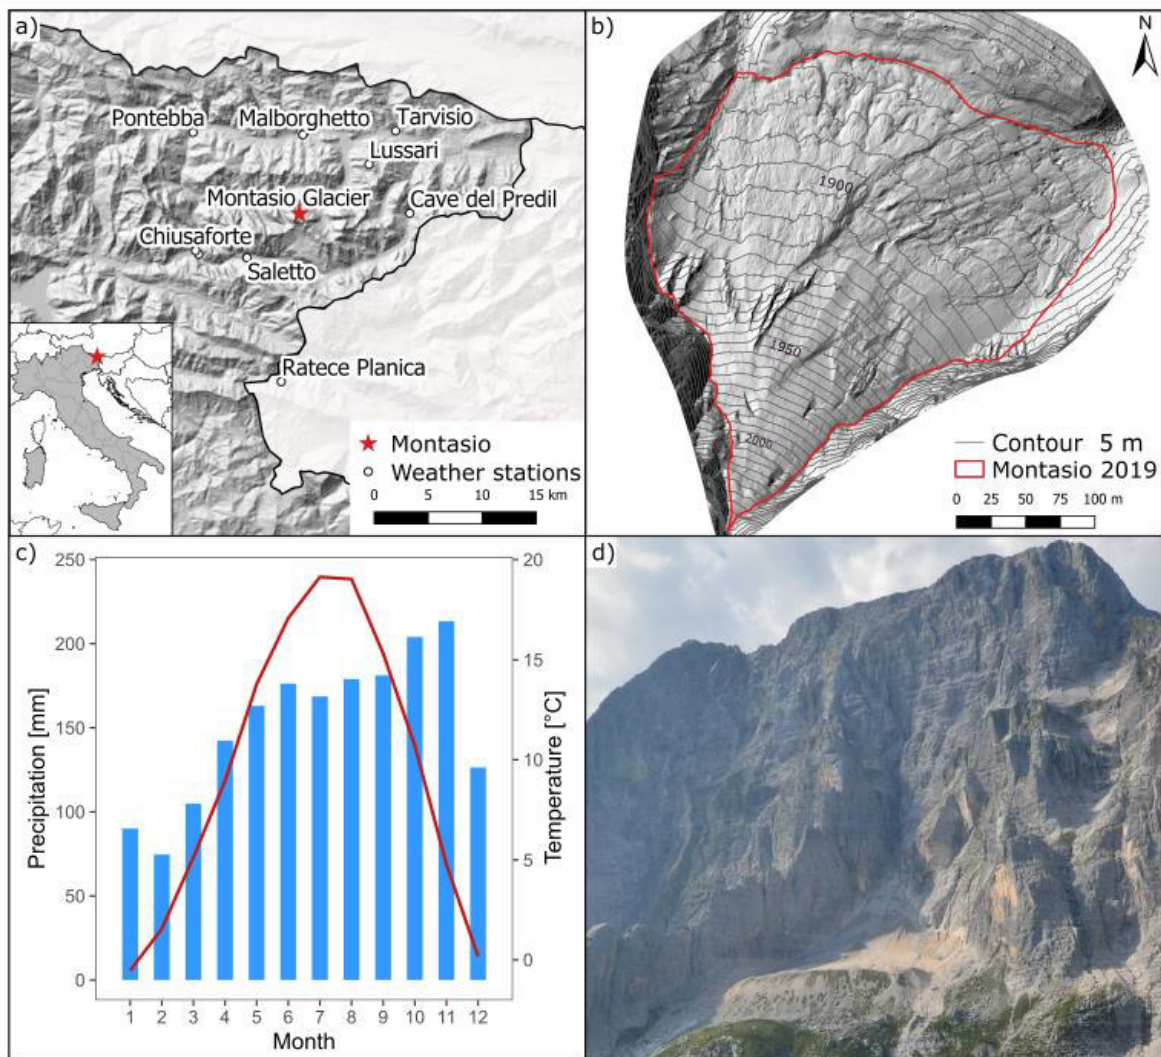 a)
Pontebba
Malborghetto
Tarvisio
Lussari
Montasio Glacier
Cave del Predil
Chiusaforte
Saletto
Ratece Planica
Montasio
Weather stations
0 5 10 15 km
b)
N
1900
1950
2000
Contour 5 m
Montasio 2019
0 25 50 75 100 m
c)
250
200
150
100
50
0
Precipitation [mm]
20
15
10
5
0
Temperature [°C]
1 2 3 4 5 6 7 8 9 10 11 12
Month
d)